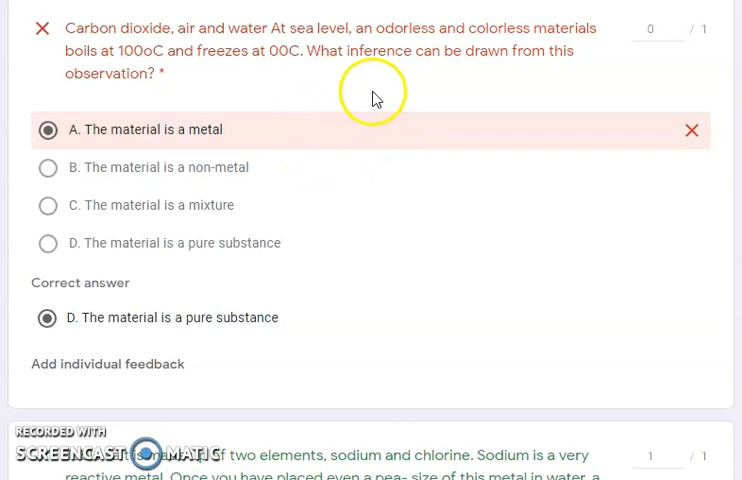 Carbon dioxide, air and water At sea level, an odorless and colorless materials
0 / 1
boils at 100oC and freezes at 00C. What inference can be drawn from this
observation? *
A. The material is a metal
B. The material is a non-metal
C. The material is a mixture
D. The material is a pure substance
Correct answer
D. The material is a pure substance
Add individual feedback
RECORDED WITH
SCREENCAST MATIC
of two elements, sodium and chlorine. Sodium is a very
1 / 1
reactive metal. Once you have placed even a pea- size of this metal in water, a